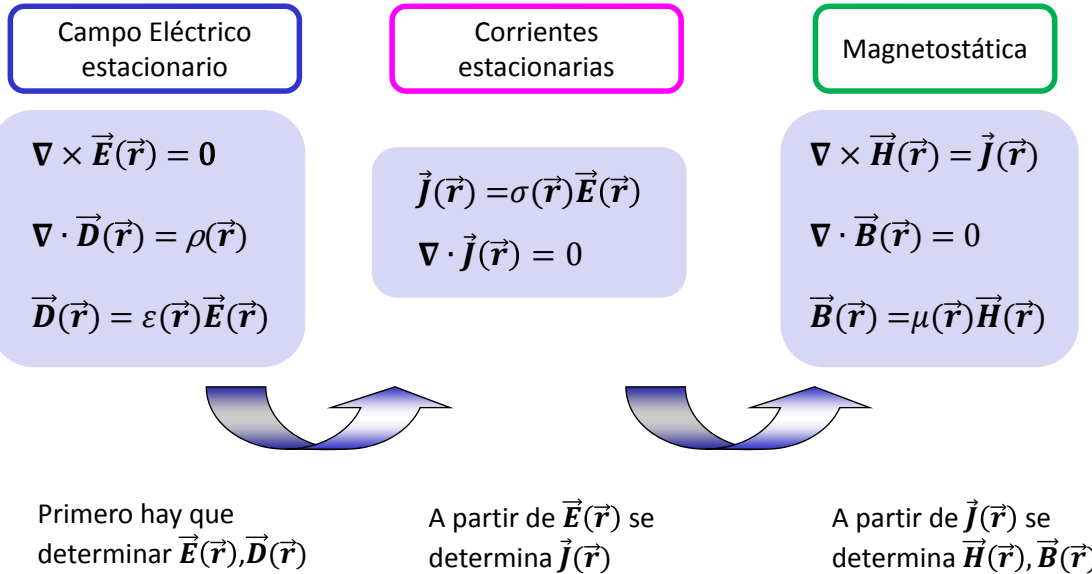 Campo Eléctrico
estacionario
Corrientes
estacionarias
Magnetostática
∇ × E⃗(r⃗) = 0
∇ · D⃗(r⃗) = ρ(r⃗)
D⃗(r⃗) = ε(r⃗)E⃗(r⃗)
J⃗(r⃗) =σ(r⃗)E⃗(r⃗)
∇ · J⃗(r⃗) = 0
∇ × H⃗(r⃗) = J⃗(r⃗)
∇ · B⃗(r⃗) = 0
B⃗(r⃗) =μ(r⃗)H⃗(r⃗)
Primero hay que
determinar E⃗(r⃗),D⃗(r⃗)
A partir de E⃗(r⃗) se
determina J⃗(r⃗)
A partir de J⃗(r⃗) se
determina H⃗(r⃗), B⃗(r⃗)